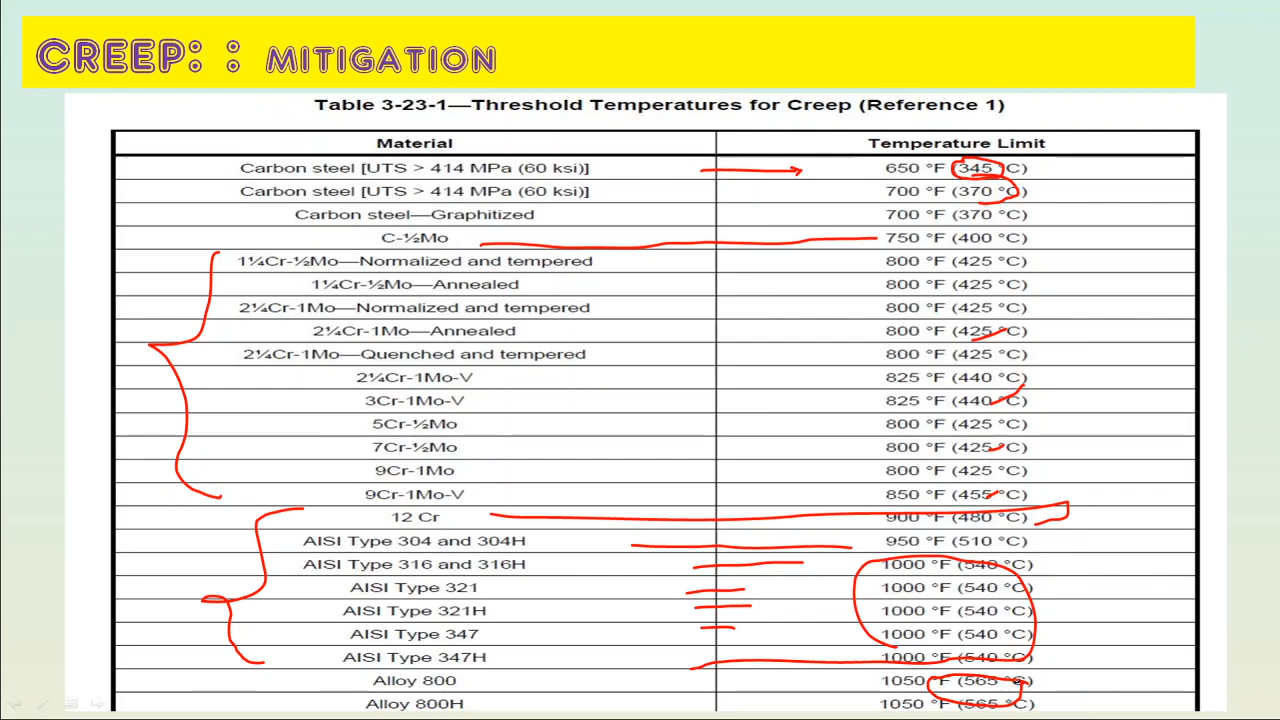 CREEP: : MITIGATION
Table 3-23-1—Threshold Temperatures for Creep (Reference 1)
Material Temperature Limit
Carbon steel [UTS > 414 MPa (60 ksi)] 650 °F (345 °C)
Carbon steel [UTS > 414 MPa (60 ksi)] 700 °F (370 °C)
Carbon steel—Graphitized 700 °F (370 °C)
C-½Mo 750 °F (400 °C)
1¼Cr-½Mo—Normalized and tempered 800 °F (425 °C)
1¼Cr-½Mo—Annealed 800 °F (425 °C)
2¼Cr-1Mo—Normalized and tempered 800 °F (425 °C)
2¼Cr-1Mo—Annealed 800 °F (425 °C)
2¼Cr-1Mo—Quenched and tempered 800 °F (425 °C)
2¼Cr-1Mo-V 825 °F (440 °C)
3Cr-1Mo-V 825 °F (440 °C)
5Cr-½Mo 800 °F (425 °C)
7Cr-½Mo 800 °F (425 °C)
9Cr-1Mo 800 °F (425 °C)
9Cr-1Mo-V 850 °F (455 °C)
12 Cr 900 °F (480 °C)
AISI Type 304 and 304H 950 °F (510 °C)
AISI Type 316 and 316H 1000 °F (540 °C)
AISI Type 321 1000 °F (540 °C)
AISI Type 321H 1000 °F (540 °C)
AISI Type 347 1000 °F (540 °C)
AISI Type 347H 1000 °F (540 °C)
Alloy 800 1050 °F (565 °C)
Alloy 800H 1050 °F (565 °C)